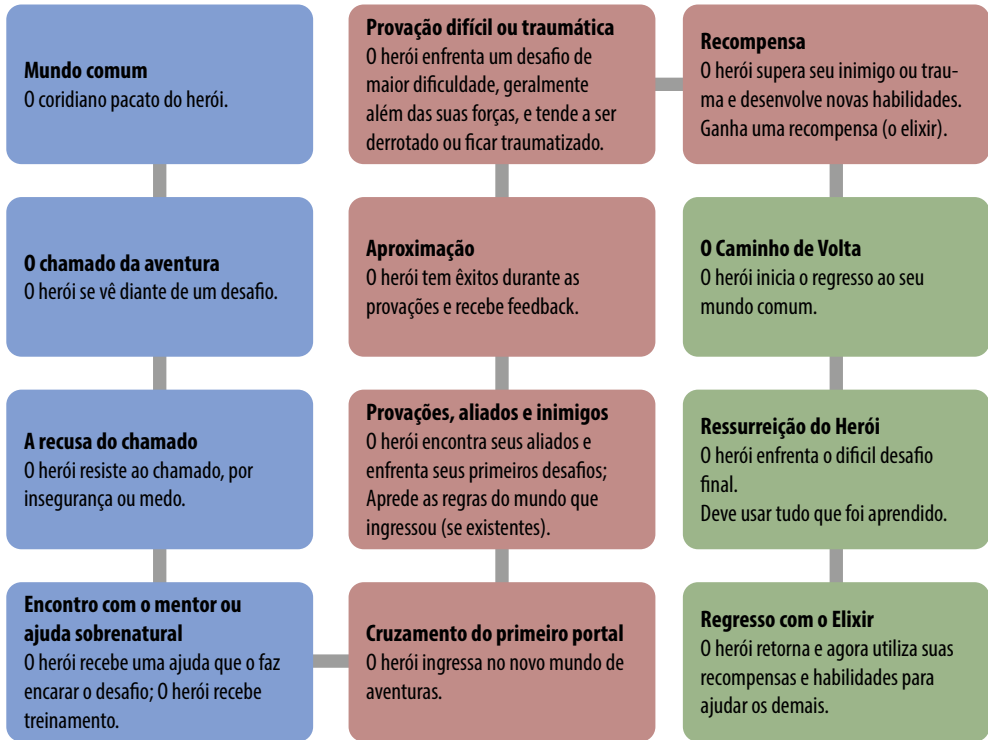 Mundo comum
O coridiano pacato do herói.
O chamado da aventura
O herói se vê diante de um desafio.
A recusa do chamado
O herói resiste ao chamado, por
insegurança ou medo.
Encontro com o mentor ou
ajuda sobrenatural
O herói recebe uma ajuda que o faz
encarar o desafio; O herói recebe
treinamento.
Cruzamento do primeiro portal
O herói ingressa no novo mundo de
aventuras.
Provações, aliados e inimigos
O herói encontra seus aliados e
enfrenta seus primeiros desafios;
Aprede as regras do mundo que
ingressou (se existentes).
Aproximação
O herói tem êxitos durante as
provações e recebe feedback.
Provação difícil ou traumática
O herói enfrenta um desafio de
maior dificuldade, geralmente
além das suas forças, e tende a ser
derrotado ou ficar traumatizado.
Recompensa
O herói supera seu inimigo ou trau-
ma e desenvolve novas habilidades.
Ganha uma recompensa (o elixir).
O Caminho de Volta
O herói inicia o regresso ao seu
mundo comum.
Ressurreição do Herói
O herói enfrenta o dificil desafio
final.
Deve usar tudo que foi aprendido.
Regresso com o Elixir
O herói retorna e agora utiliza suas
recompensas e habilidades para
ajudar os demais.